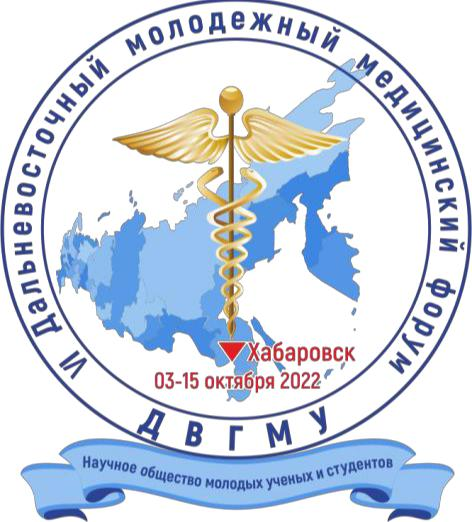 VI Дальневосточный молодежный медицинский форум
Хабаровск
03-15 октября 2022
ДВГМУ
Научное общество молодых ученых и студентов